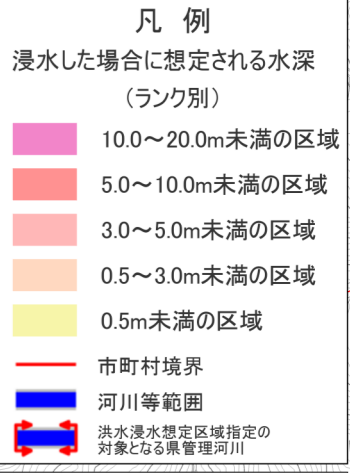 凡 例
浸水した場合に想定される水深
（ランク別）
10.0～20.0m未満の区域
5.0～10.0m未満の区域
3.0～5.0m未満の区域
0.5～3.0m未満の区域
0.5m未満の区域
市町村境界
河川等範囲
洪水浸水想定区域指定の
対象となる県管理河川